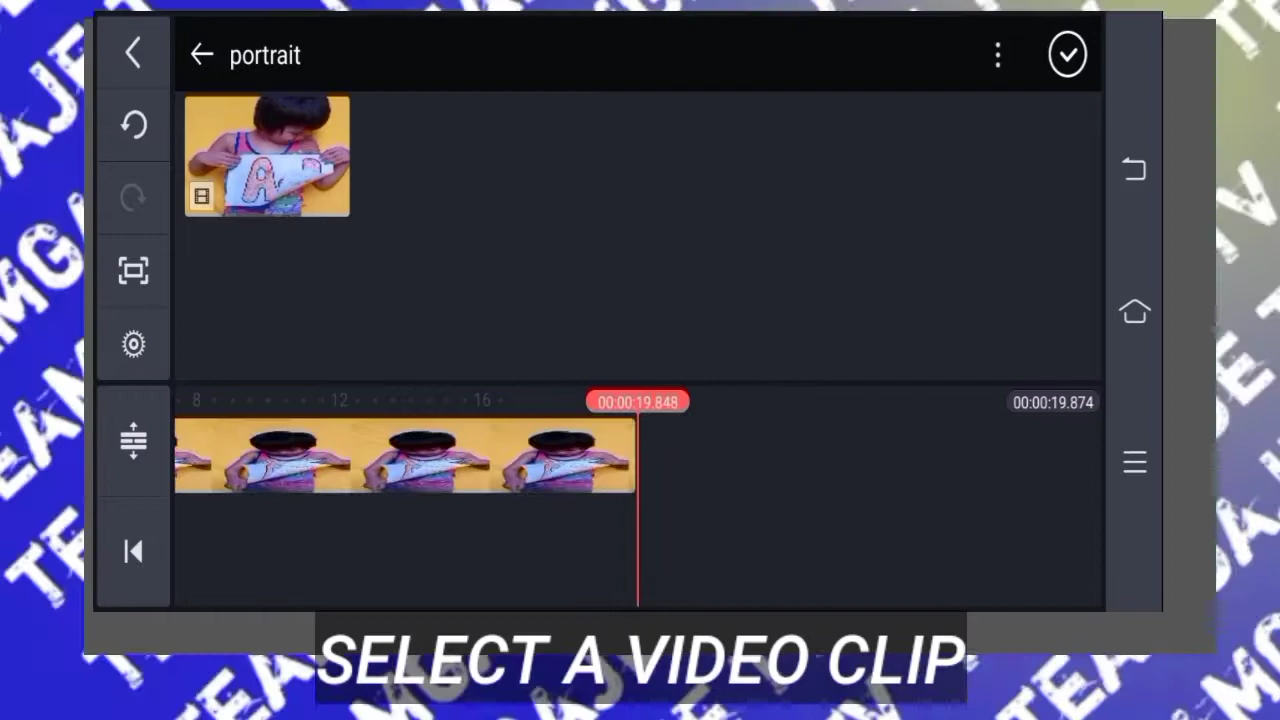 portrait
A
8
12
16
00:00:19.848
00:00:19.874
SELECT A VIDEO CLIP